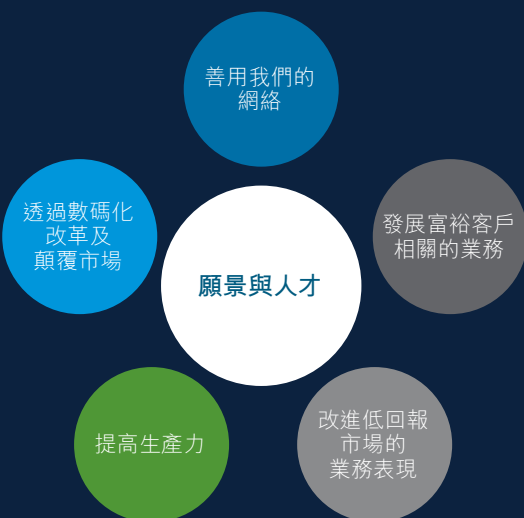 善用我們的
網絡
透過數碼化
改革及
顛覆市場
發展富裕客戶
相關的業務
願景與人才
提高生產力
改進低回報
市場的
業務表現